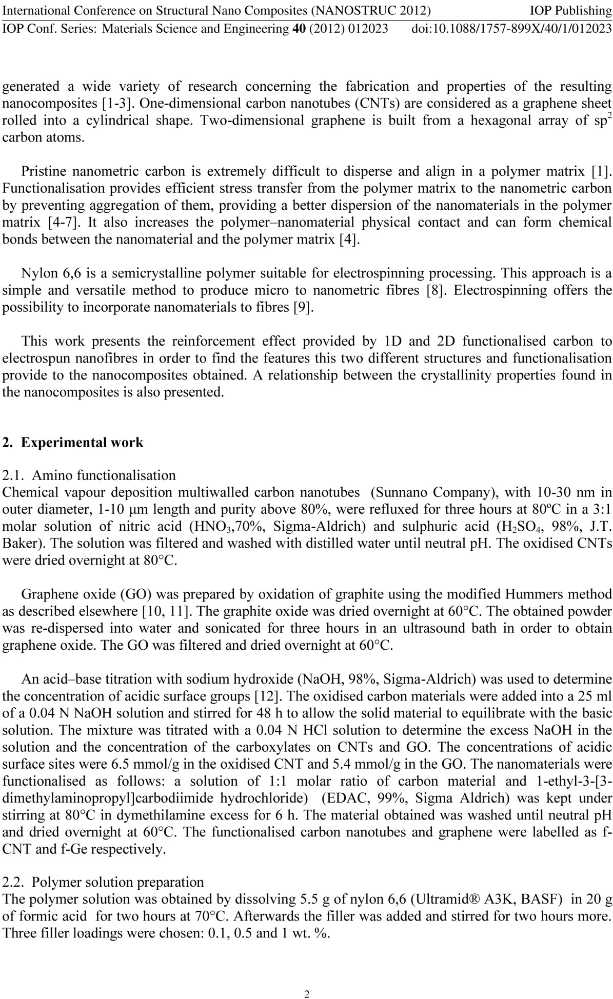 International Conference on Structural Nano Composites (NANOSTRUC 2012) IOP Publishing
IOP Conf. Series: Materials Science and Engineering 40 (2012) 012023 doi:10.1088/1757-899X/40/1/012023
generated a wide variety of research concerning the fabrication and properties of the resulting
nanocomposites [1-3]. One-dimensional carbon nanotubes (CNTs) are considered as a graphene sheet
rolled into a cylindrical shape. Two-dimensional graphene is built from a hexagonal array of sp²
carbon atoms.
Pristine nanometric carbon is extremely difficult to disperse and align in a polymer matrix [1].
Functionalisation provides efficient stress transfer from the polymer matrix to the nanometric carbon
by preventing aggregation of them, providing a better dispersion of the nanomaterials in the polymer
matrix [4-7]. It also increases the polymer–nanomaterial physical contact and can form chemical
bonds between the nanomaterial and the polymer matrix [4].
Nylon 6,6 is a semicrystalline polymer suitable for electrospinning processing. This approach is a
simple and versatile method to produce micro to nanometric fibres [8]. Electrospinning offers the
possibility to incorporate nanomaterials to fibres [9].
This work presents the reinforcement effect provided by 1D and 2D functionalised carbon to
electrospun nanofibres in order to find the features this two different structures and functionalisation
provide to the nanocomposites obtained. A relationship between the crystallinity properties found in
the nanocomposites is also presented.
2. Experimental work
2.1. Amino functionalisation
Chemical vapour deposition multiwalled carbon nanotubes (Sunnano Company), with 10-30 nm in
outer diameter, 1-10 μm length and purity above 80%, were refluxed for three hours at 80ºC in a 3:1
molar solution of nitric acid (HNO₃,70%, Sigma-Aldrich) and sulphuric acid (H₂SO₄, 98%, J.T.
Baker). The solution was filtered and washed with distilled water until neutral pH. The oxidised CNTs
were dried overnight at 80°C.
Graphene oxide (GO) was prepared by oxidation of graphite using the modified Hummers method
as described elsewhere [10, 11]. The graphite oxide was dried overnight at 60°C. The obtained powder
was re-dispersed into water and sonicated for three hours in an ultrasound bath in order to obtain
graphene oxide. The GO was filtered and dried overnight at 60°C.
An acid–base titration with sodium hydroxide (NaOH, 98%, Sigma-Aldrich) was used to determine
the concentration of acidic surface groups [12]. The oxidised carbon materials were added into a 25 ml
of a 0.04 N NaOH solution and stirred for 48 h to allow the solid material to equilibrate with the basic
solution. The mixture was titrated with a 0.04 N HCl solution to determine the excess NaOH in the
solution and the concentration of the carboxylates on CNTs and GO. The concentrations of acidic
surface sites were 6.5 mmol/g in the oxidised CNT and 5.4 mmol/g in the GO. The nanomaterials were
functionalised as follows: a solution of 1:1 molar ratio of carbon material and 1-ethyl-3-[3-
dimethylaminopropyl]carbodiimide hydrochloride) (EDAC, 99%, Sigma Aldrich) was kept under
stirring at 80°C in dymethilamine excess for 6 h. The material obtained was washed until neutral pH
and dried overnight at 60°C. The functionalised carbon nanotubes and graphene were labelled as f-
CNT and f-Ge respectively.
2.2. Polymer solution preparation
The polymer solution was obtained by dissolving 5.5 g of nylon 6,6 (Ultramid® A3K, BASF) in 20 g
of formic acid for two hours at 70°C. Afterwards the filler was added and stirred for two hours more.
Three filler loadings were chosen: 0.1, 0.5 and 1 wt. %.
2